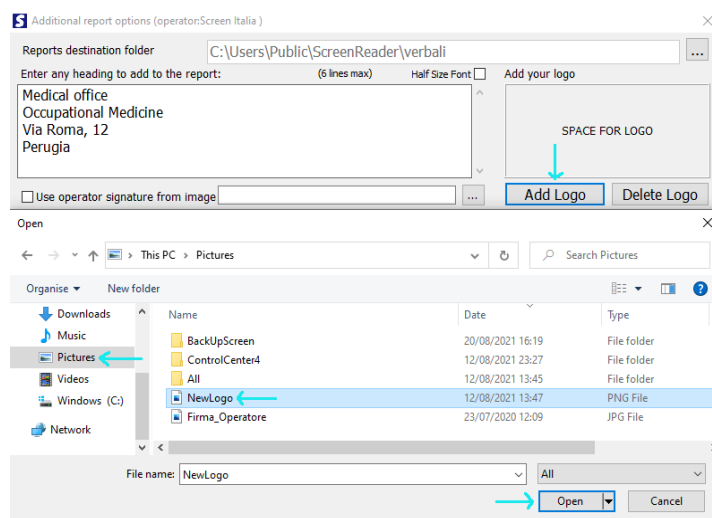 Additional report options (operator:Screen Italia )
Reports destination folder C:\Users\Public\ScreenReader\verbali ...
Enter any heading to add to the report: (6 lines max) Half Size Font Add your logo
Medical office
Occupational Medicine
Via Roma, 12
Perugia
SPACE FOR LOGO
Use operator signature from image ... Add Logo Delete Logo
Open
This PC > Pictures Search Pictures
Organise New folder
Name Date Type
Downloads
Music
Pictures
Videos
Windows (C:)
Network
BackUpScreen 20/08/2021 16:19 File folder
ControlCenter4 12/08/2021 23:27 File folder
All 12/08/2021 13:45 File folder
NewLogo 12/08/2021 13:47 PNG File
Firma_Operatore 23/07/2020 12:09 JPG File
File name: NewLogo All
Open Cancel